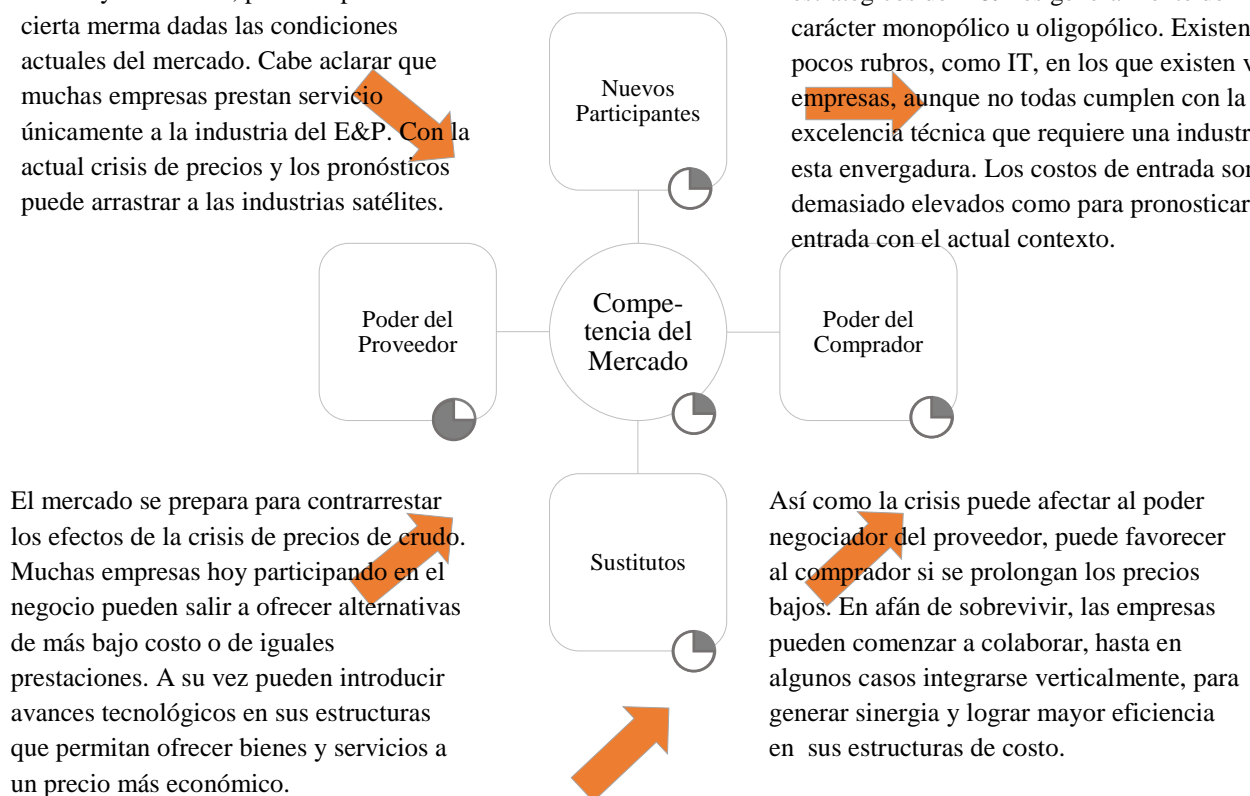 cierta merma dadas las condiciones
actuales del mercado. Cabe aclarar que
muchas empresas prestan servicio
únicamente a la industria del E&P. Con la
actual crisis de precios y los pronósticos
puede arrastrar a las industrias satélites.
Nuevos
Participantes
carácter monopólico u oligopólico. Existen
pocos rubros, como IT, en los que existen
empresas, aunque no todas cumplen con la
excelencia técnica que requiere una
esta envergadura. Los costos de entrada
demasiado elevados como para pronosticar
entrada con el actual contexto.
Poder del
Proveedor
Compe-
tencia del
Mercado
Poder del
Comprador
El mercado se prepara para contrarrestar
los efectos de la crisis de precios de crudo.
Muchas empresas hoy participando en el
negocio pueden salir a ofrecer alternativas
de más bajo costo o de iguales
prestaciones. A su vez pueden introducir
avances tecnológicos en sus estructuras
que permitan ofrecer bienes y servicios a
un precio más económico.
Sustitutos
Así como la crisis puede afectar al poder
negociador del proveedor, puede favorecer
al comprador si se prolongan los precios
bajos. En afán de sobrevivir, las empresas
pueden comenzar a colaborar, hasta en
algunos casos integrarse verticalmente, para
generar sinergia y lograr mayor eficiencia
en sus estructuras de costo.